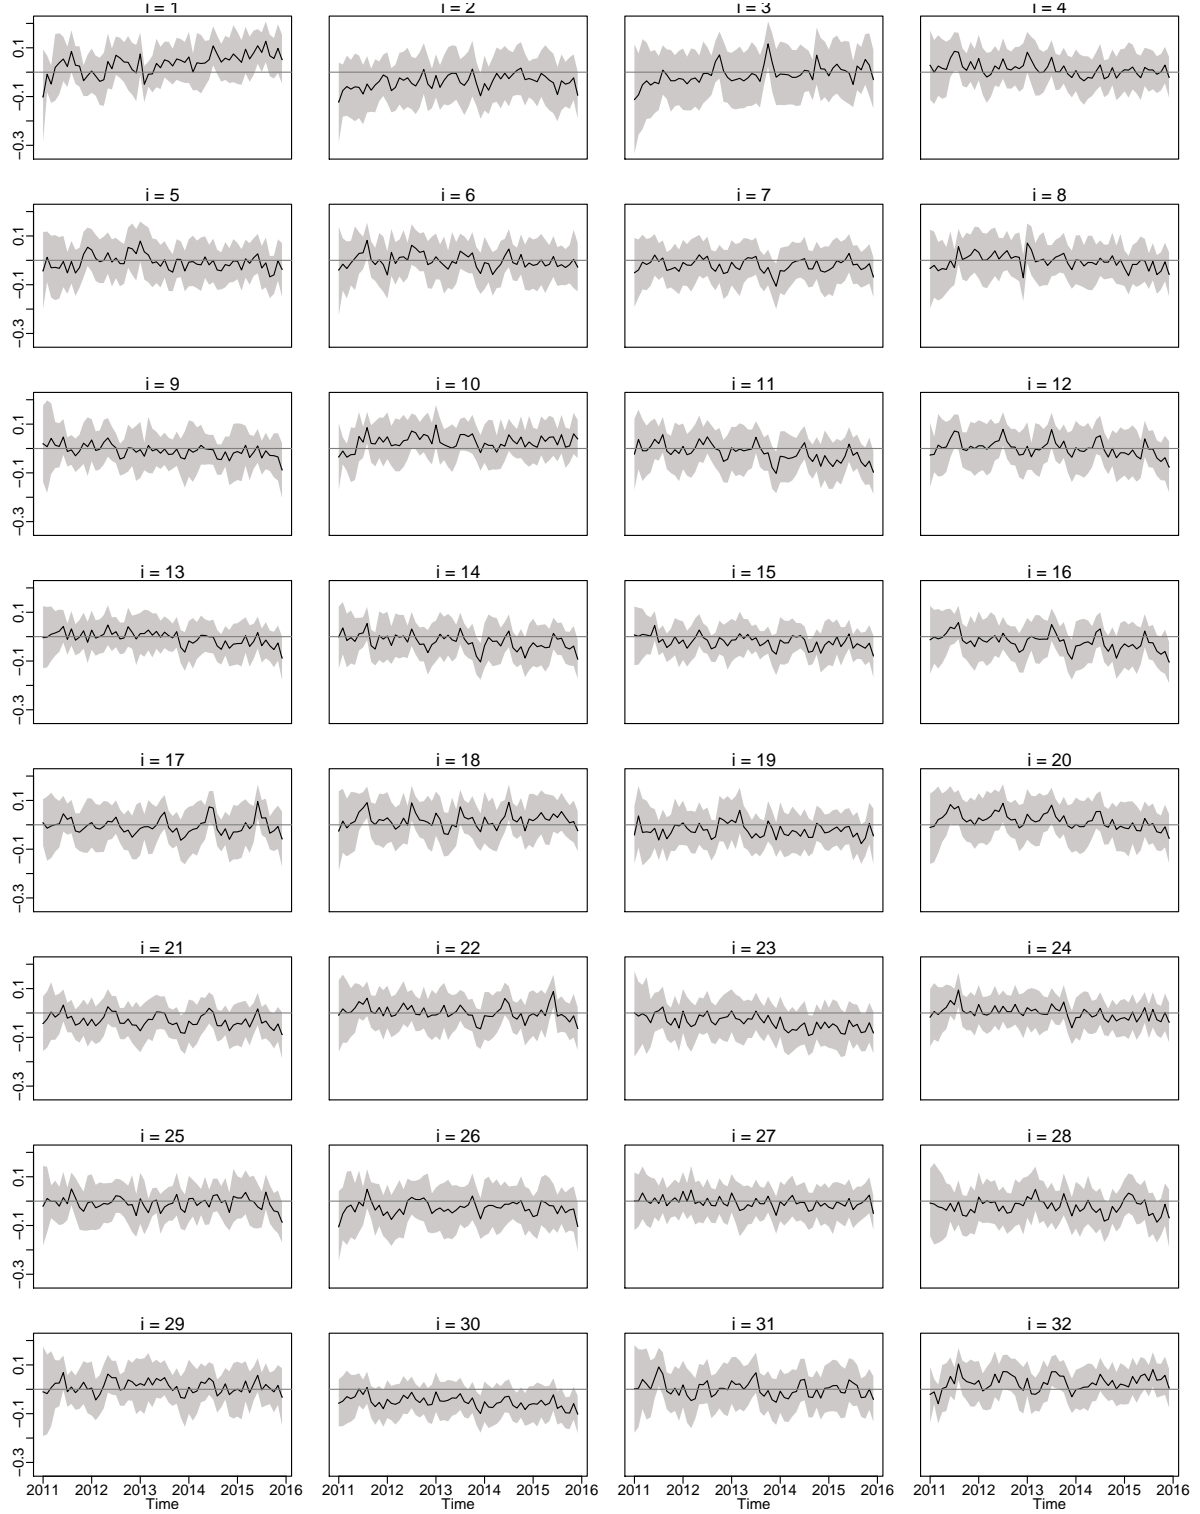 i = 1 i = 2 i = 3 i = 4
0.1
−0.1
−0.3
i = 5 i = 6 i = 7 i = 8
0.1
−0.1
−0.3
i = 9 i = 10 i = 11 i = 12
0.1
−0.1
−0.3
i = 13 i = 14 i = 15 i = 16
0.1
−0.1
−0.3
i = 17 i = 18 i = 19 i = 20
0.1
−0.1
−0.3
i = 21 i = 22 i = 23 i = 24
0.1
−0.1
−0.3
i = 25 i = 26 i = 27 i = 28
0.1
−0.1
−0.3
i = 29 i = 30 i = 31 i = 32
0.1
−0.1
−0.3
2011 2012 2013 2014 2015 2016 2011 2012 2013 2014 2015 2016 2011 2012 2013 2014 2015 2016 2011 2012 2013 2014 2015 2016
Time Time Time Time